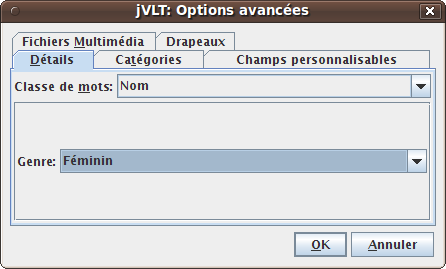 jVLT: Options avancées
Fichiers Multimédia Drapeaux
Détails Catégories Champs personnalisables
Classe de mots: Nom
Genre: Féminin
OK Annuler